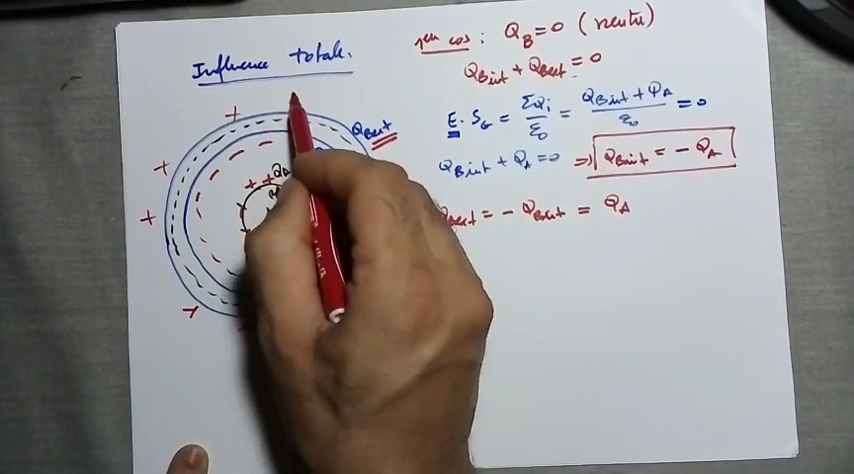 Influence totale.
1er cas : Q_B = 0 (neutre)
Q_Bint + Q_Bext = 0
E. S_G = ΣQi/ε0 = Q_Bint + Q_A/ε0 = 0
Q_Bint + Q_A = 0 ⇒ Q_Bint = - Q_A
Q_Bext = - Q_Bint = Q_A
Q_Bext